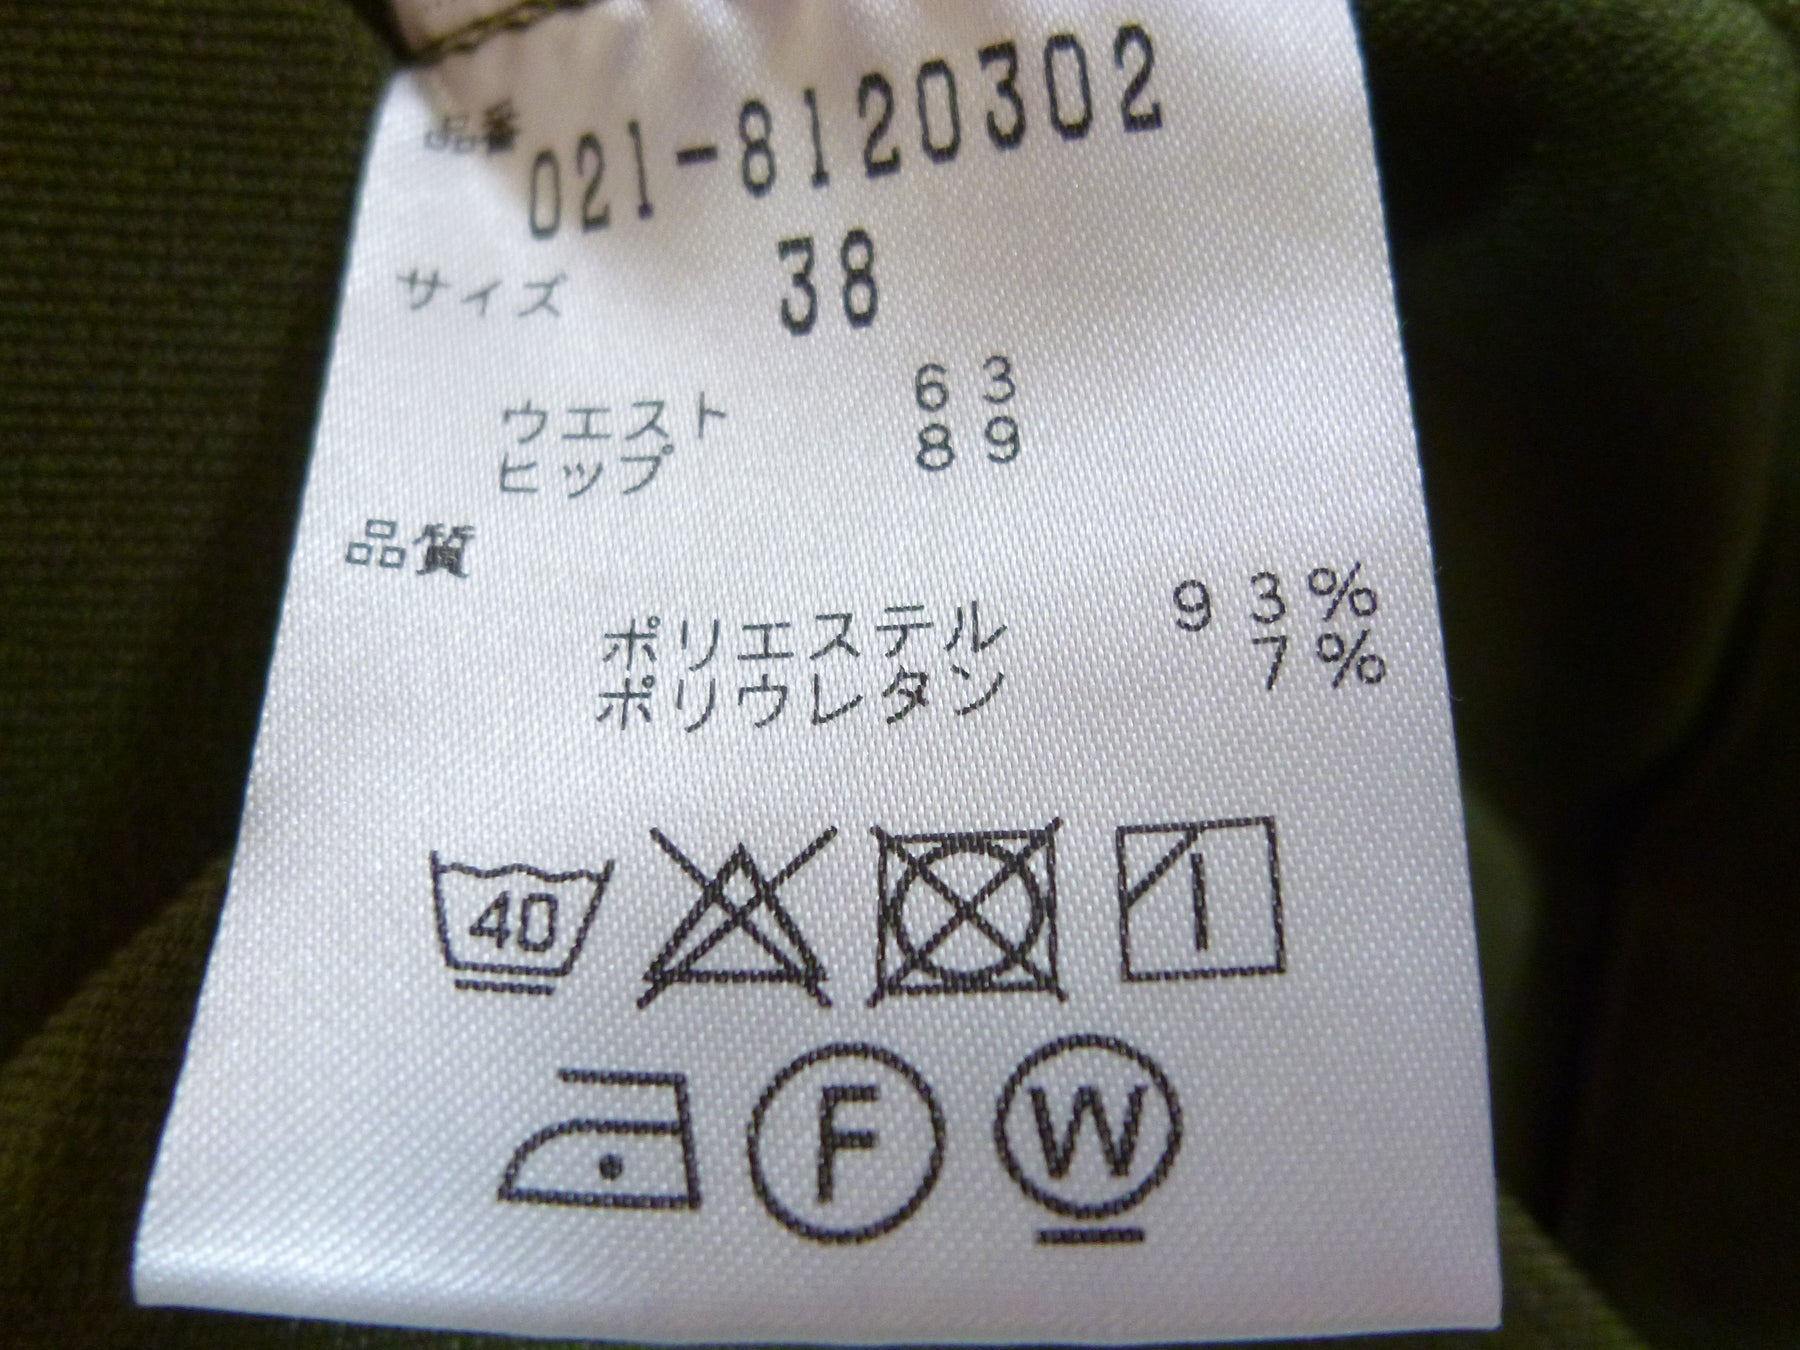 品番 021-8120302
サイズ 38
ウエスト 63
ヒップ 89
品質
ポリエステル 93%
ポリウレタン 7%
40
F W